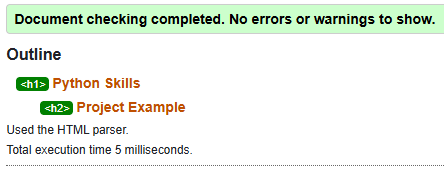 Document checking completed. No errors or warnings to show.
Outline
<h1> Python Skills
<h2> Project Example
Used the HTML parser.
Total execution time 5 milliseconds.